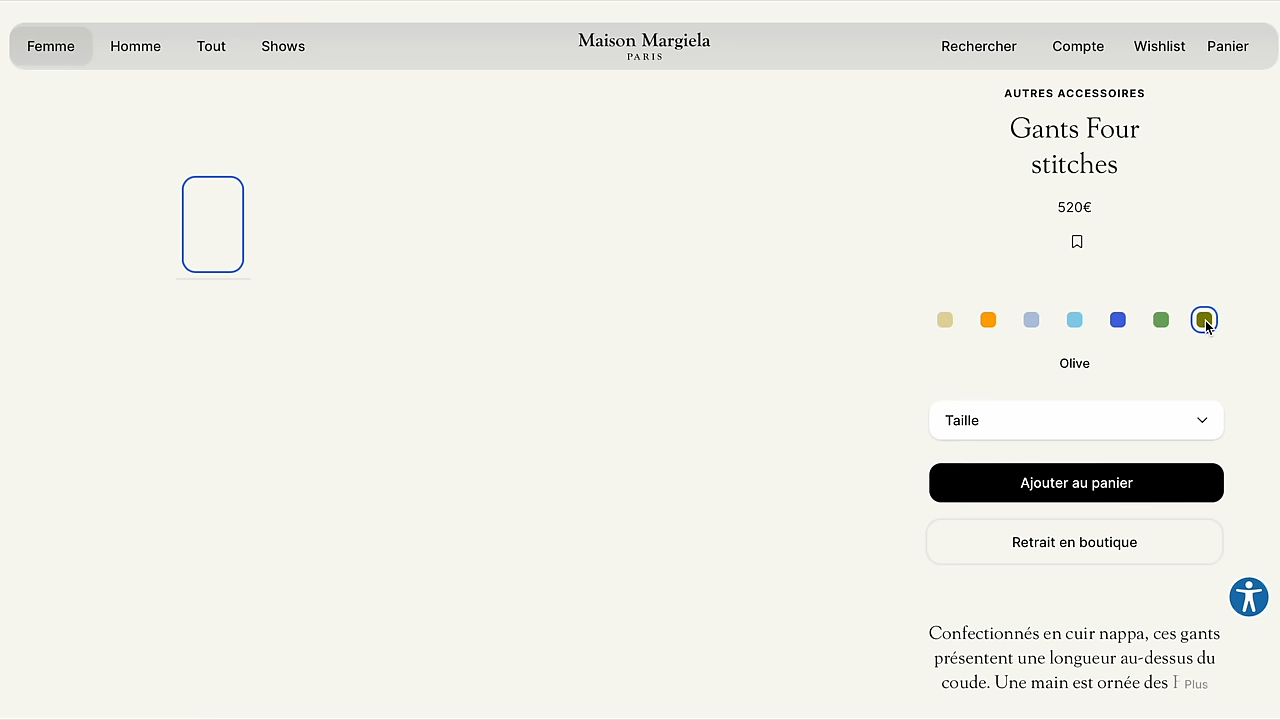 Femme Homme Tout Shows Maison Margiela Rechercher Compte Wishlist Panier
PARIS
AUTRES ACCESSOIRES
Gants Four
stitches
520€
Olive
Taille
Ajouter au panier
Retrait en boutique
Confectionnés en cuir nappa, ces gants
présentent une longueur au-dessus du
coude. Une main est ornée des Plus